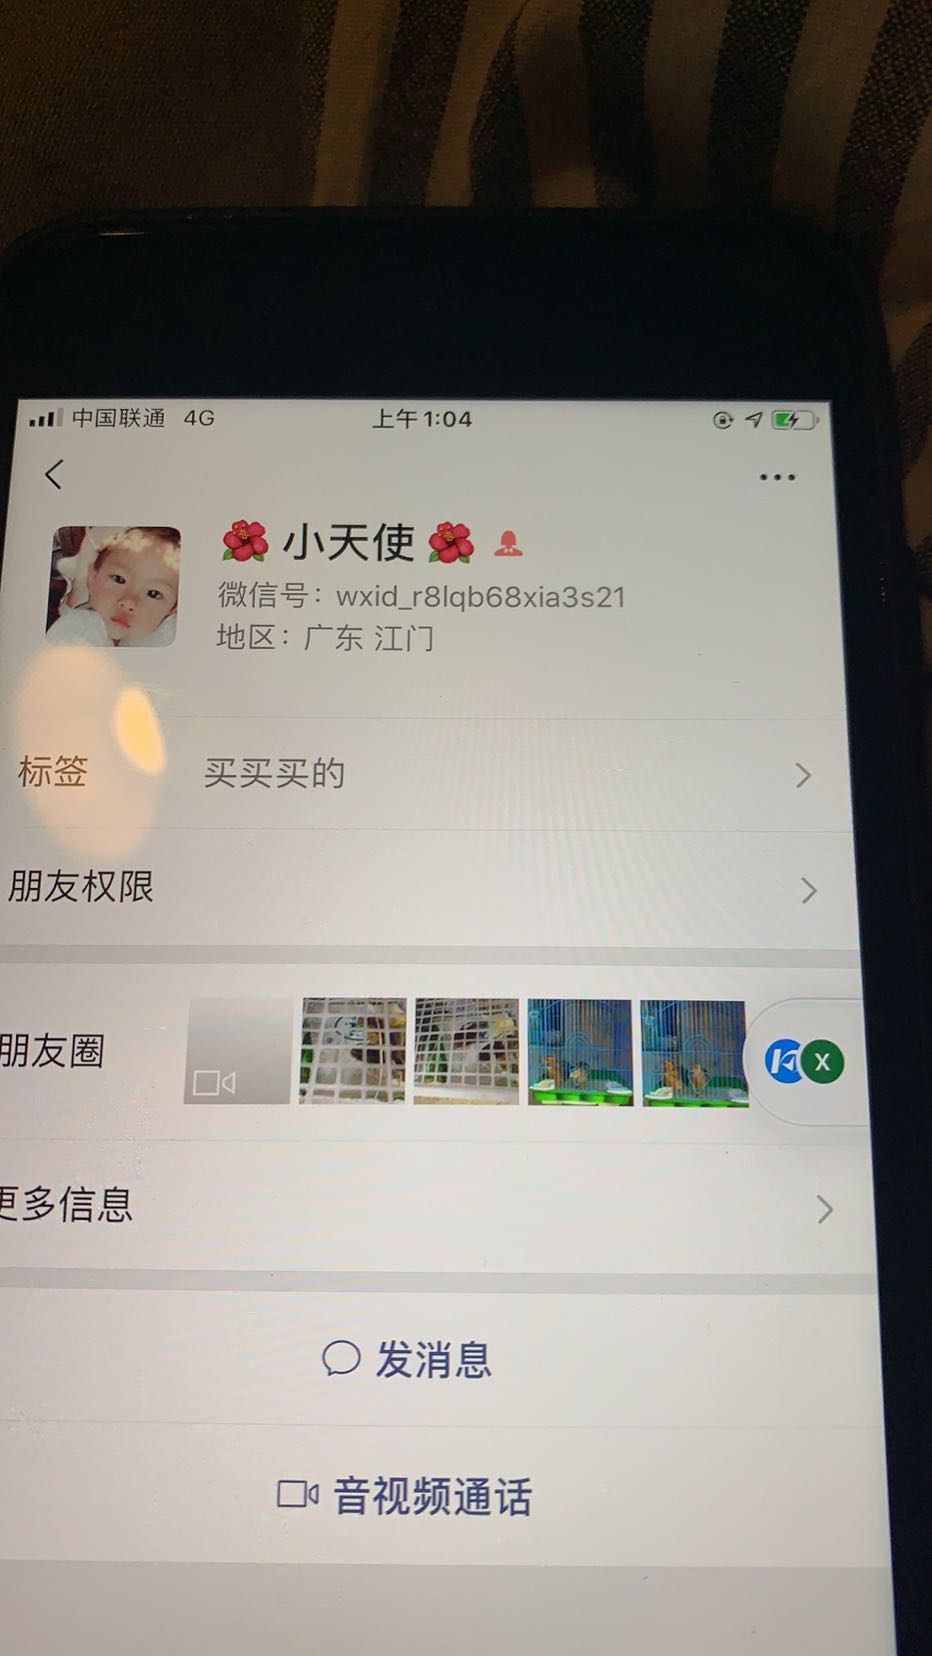 中国联通 4G 上午1:04
🌺小天使🌺
微信号：wxid_r8lqb68xia3s21
地区：广东 江门
标签 买买买的
朋友权限
朋友圈
X
更多信息
发消息
音视频通话